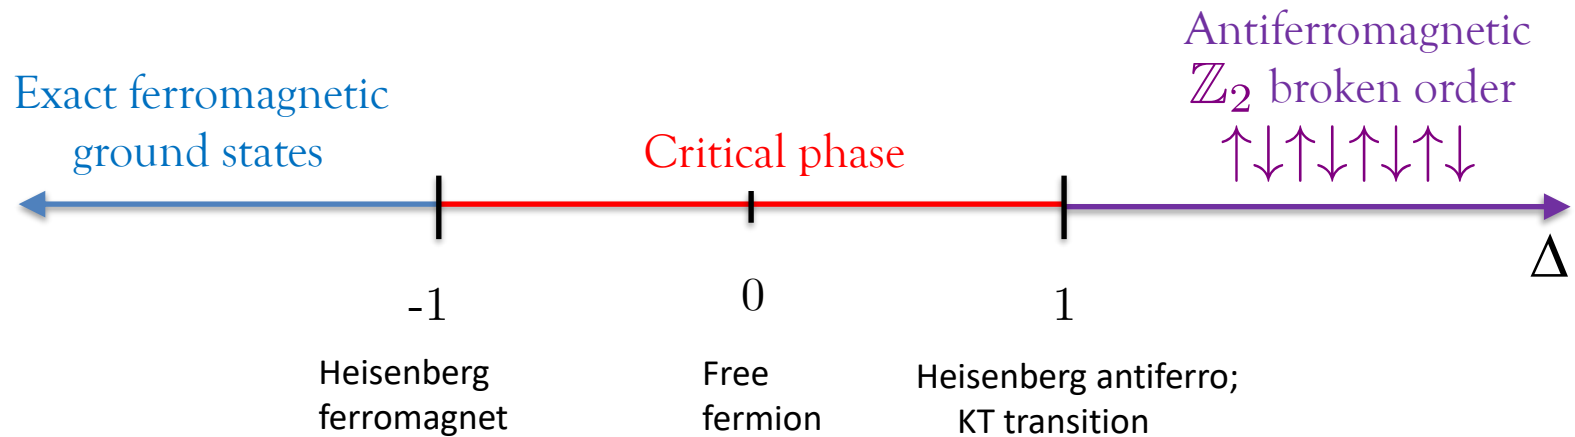 Exact ferromagnetic
ground states
Critical phase
Antiferromagnetic
ℤ₂ broken order
↑↓↑↓↑↓↑↓
Δ
-1
0
1
Heisenberg
ferromagnet
Free
fermion
Heisenberg antiferro;
KT transition